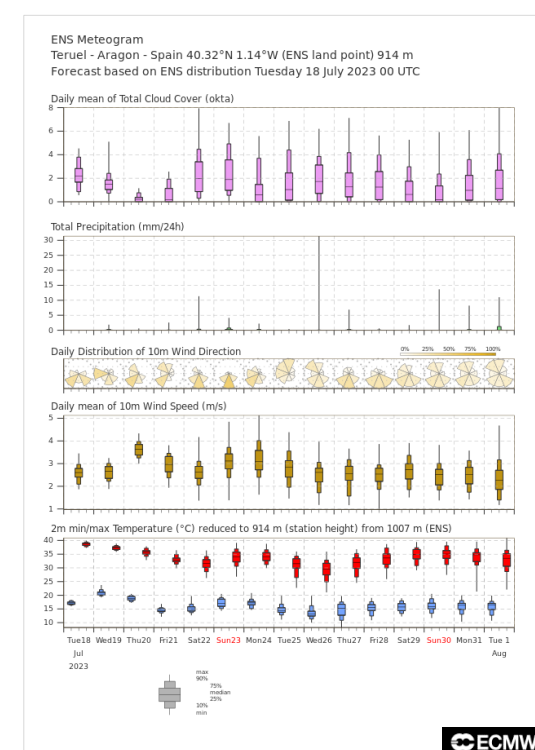 ENS Meteogram
Teruel - Aragon - Spain 40.32°N 1.14°W (ENS land point) 914 m
Forecast based on ENS distribution Tuesday 18 July 2023 00 UTC
Daily mean of Total Cloud Cover (okta)
8
6
4
2
0
Total Precipitation (mm/24h)
30
25
20
15
10
5
0
Daily Distribution of 10m Wind Direction
0% 25% 50% 75% 100%
Daily mean of 10m Wind Speed (m/s)
5
4
3
2
1
2m min/max Temperature (°C) reduced to 914 m (station height) from 1007 m (ENS)
40
35
30
25
20
15
10
Tue18 Wed19 Thu20 Fri21 Sat22 Sun23 Mon24 Tue25 Wed26 Thu27 Fri28 Sat29 Sun30 Mon31 Tue 1
Jul Aug
2023
max
90%
75%
median
25%
10%
min
ECMW